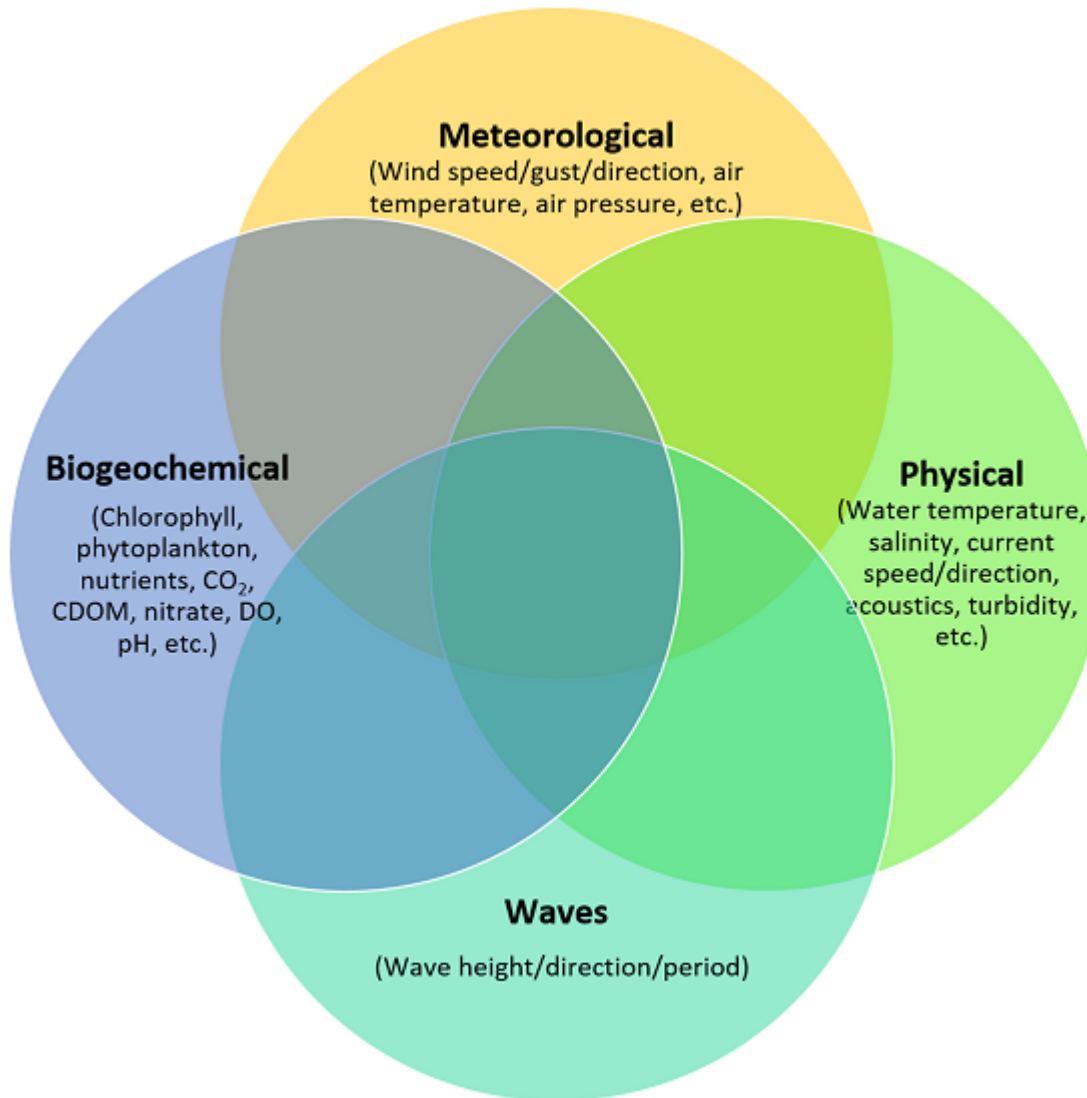 Meteorological
(Wind speed/gust/direction, air
temperature, air pressure, etc.)
Biogeochemical
(Chlorophyll,
phytoplankton,
nutrients, CO₂,
CDOM, nitrate, DO,
pH, etc.)
Physical
(Water temperature,
salinity, current
speed/direction,
acoustics, turbidity,
etc.)
Waves
(Wave height/direction/period)